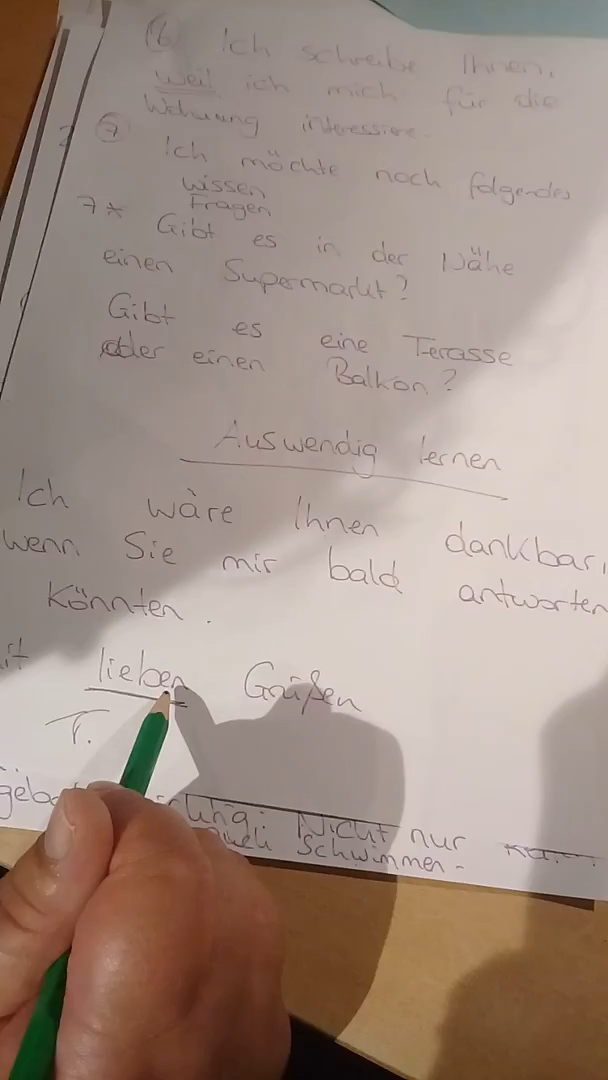 6 Ich schreibe Ihnen,
weil ich mich für die
Wohnung interessiere.
7 Ich möchte noch folgendes
wissen
7* Fragen
Gibt es in der Nähe
einen Supermarkt?
Gibt es eine Terasse
oder einen Balkon?
Auswendig lernen
Ich wäre Ihnen dankbar,
wenn Sie mir bald antworten
könnten.
lieben Grüßen
T.
Nicht nur
schwimmen.